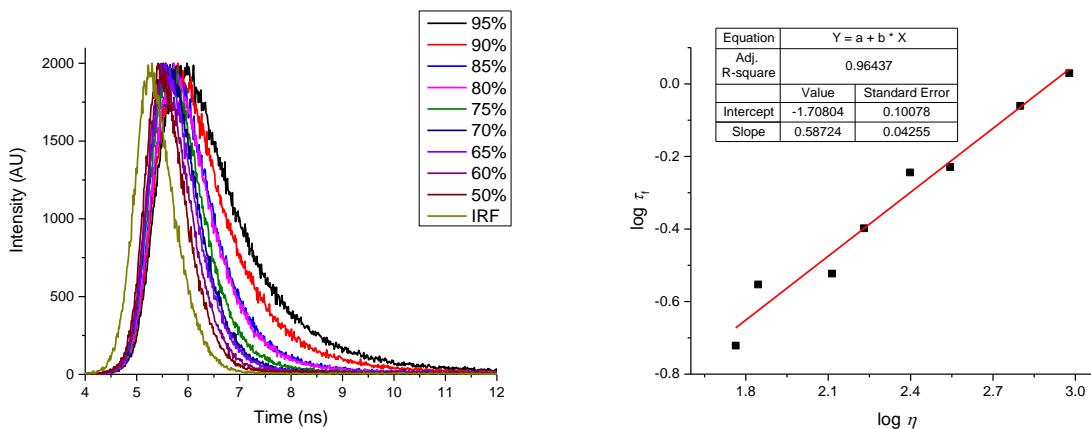 95%
90%
85%
80%
75%
70%
65%
60%
50%
IRF
2000
1500
1000
500
0
Intensity (AU)
4 5 6 7 8 9 10 11 12
Time (ns)
Equation Y = a + b * X
Adj. R-square 0.96437
Value Standard Error
Intercept -1.70804 0.10078
Slope 0.58724 0.04255
0.0
-0.2
-0.4
-0.6
-0.8
log τf
1.8 2.1 2.4 2.7 3.0
log η